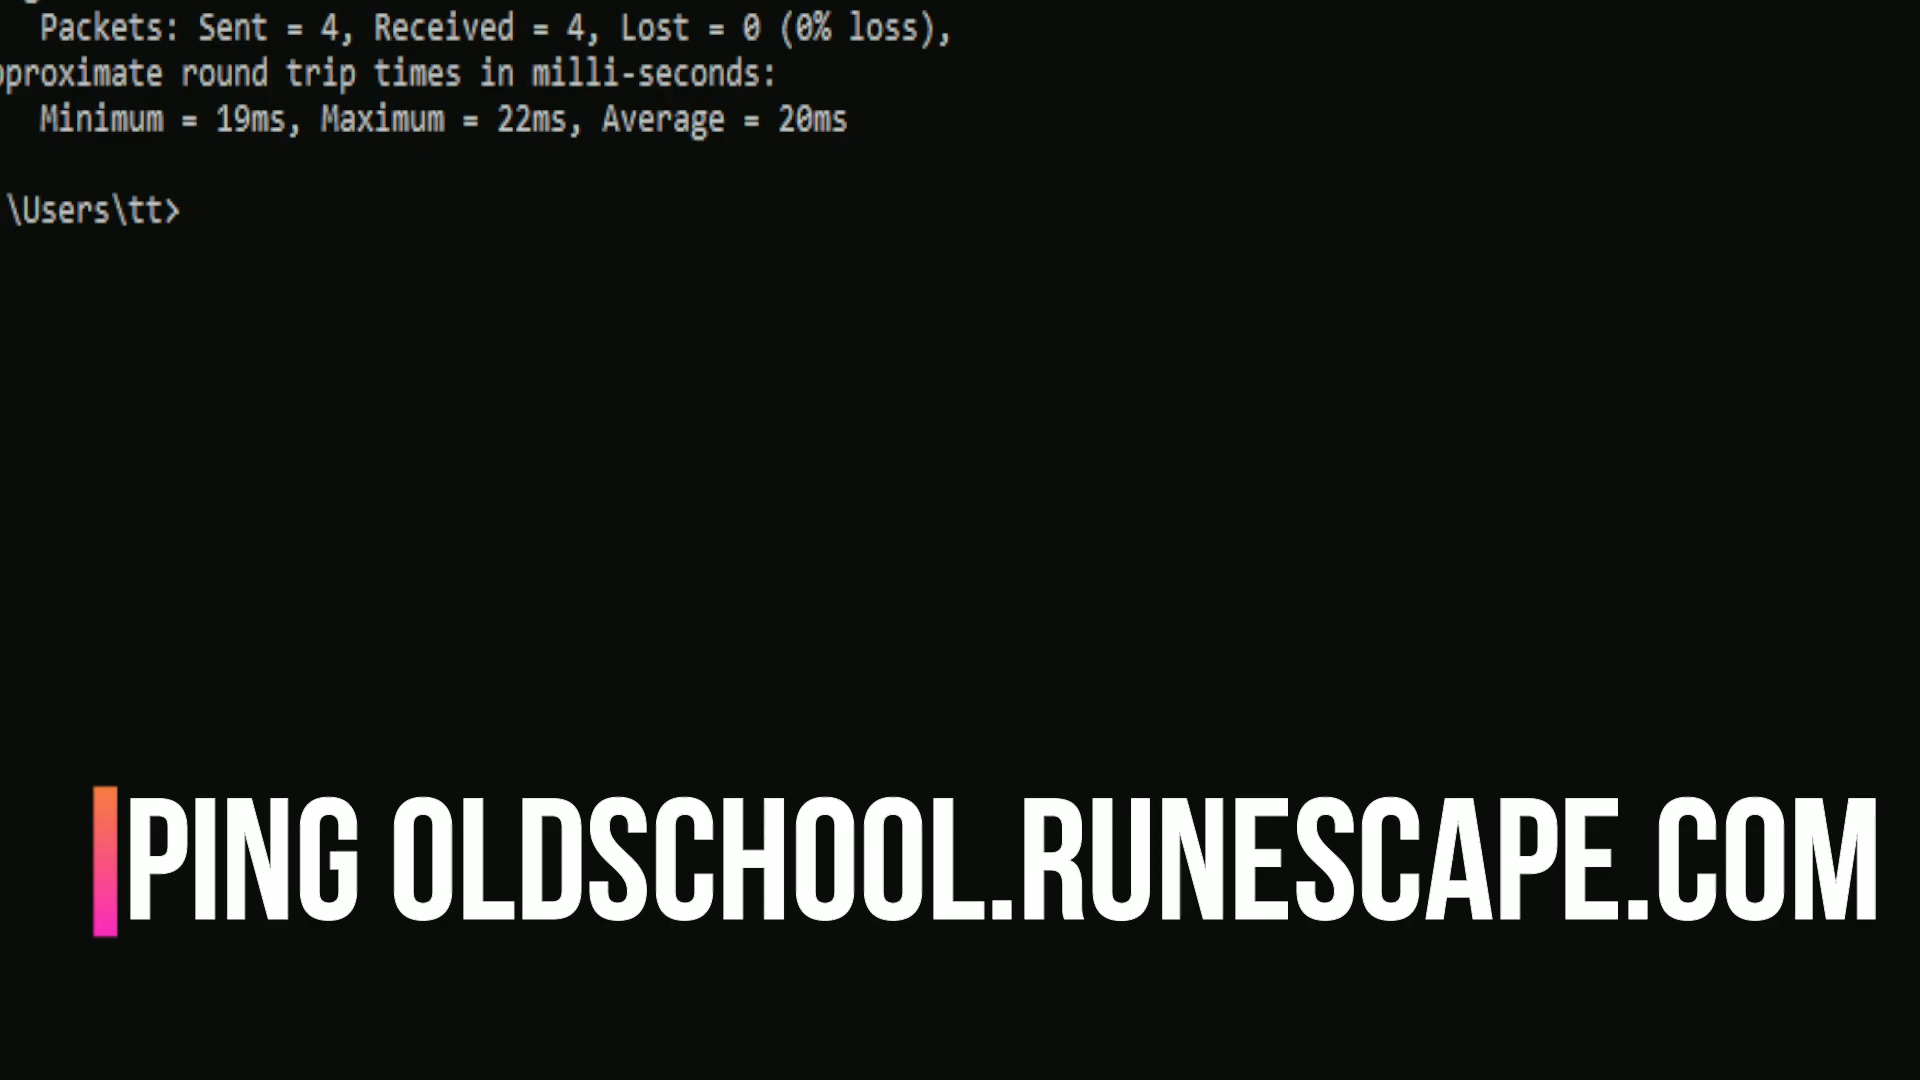 Packets: Sent = 4, Received = 4, Lost = 0 (0% loss),
pproximate round trip times in milli-seconds:
Minimum = 19ms, Maximum = 22ms, Average = 20ms
\Users\tt>
PING OLDSCHOOL.RUNESCAPE.COM